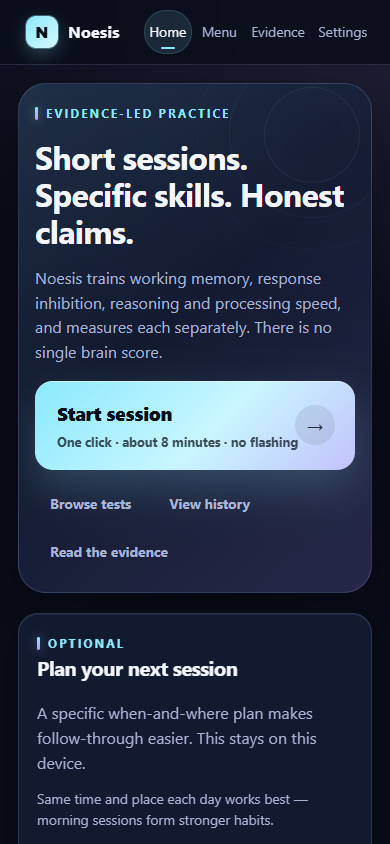 N Noesis Home Menu Evidence Settings
EVIDENCE-LED PRACTICE
Short sessions.
Specific skills. Honest
claims.
Noesis trains working memory, response
inhibition, reasoning and processing speed,
and measures each separately. There is no
single brain score.
Start session
One click · about 8 minutes · no flashing
→
Browse tests View history
Read the evidence
OPTIONAL
Plan your next session
A specific when-and-where plan makes
follow-through easier. This stays on this
device.
Same time and place each day works best —
morning sessions form stronger habits.